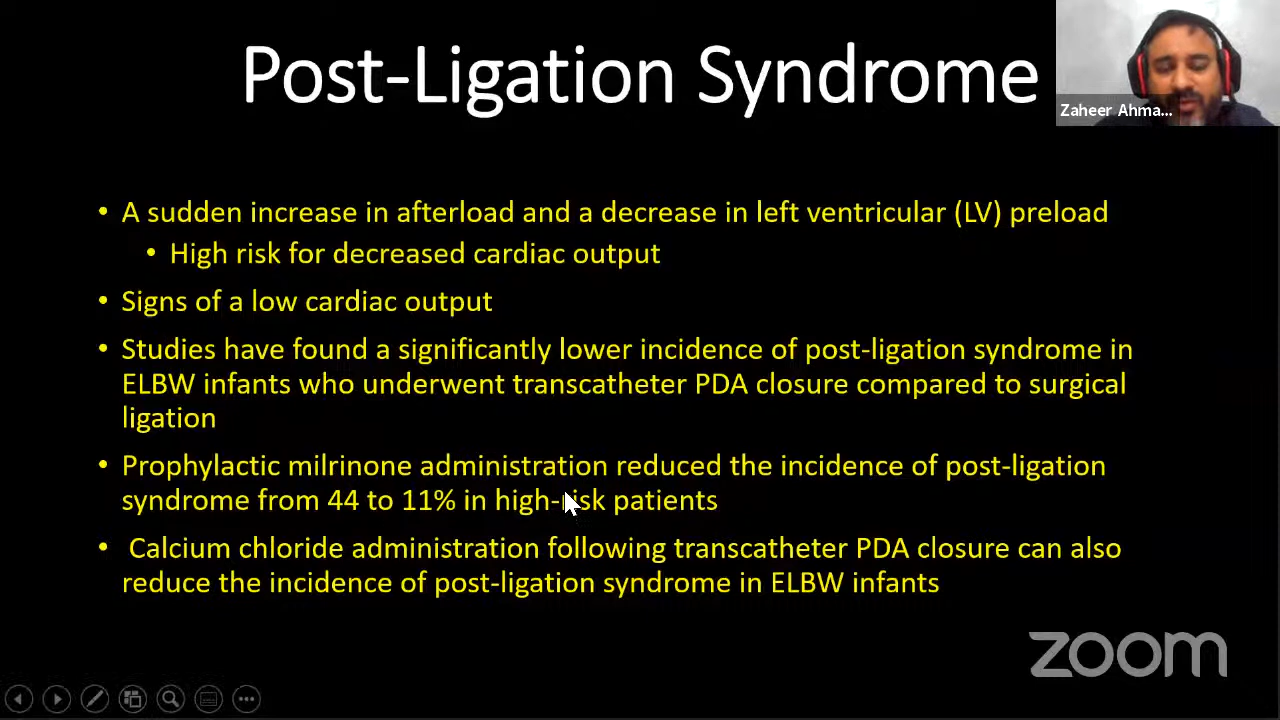 Post-Ligation Syndrome
Zaheer Ahma...
• A sudden increase in afterload and a decrease in left ventricular (LV) preload
• High risk for decreased cardiac output
• Signs of a low cardiac output
• Studies have found a significantly lower incidence of post-ligation syndrome in
ELBW infants who underwent transcatheter PDA closure compared to surgical
ligation
• Prophylactic milrinone administration reduced the incidence of post-ligation
syndrome from 44 to 11% in high-risk patients
• Calcium chloride administration following transcatheter PDA closure can also
reduce the incidence of post-ligation syndrome in ELBW infants
zoom